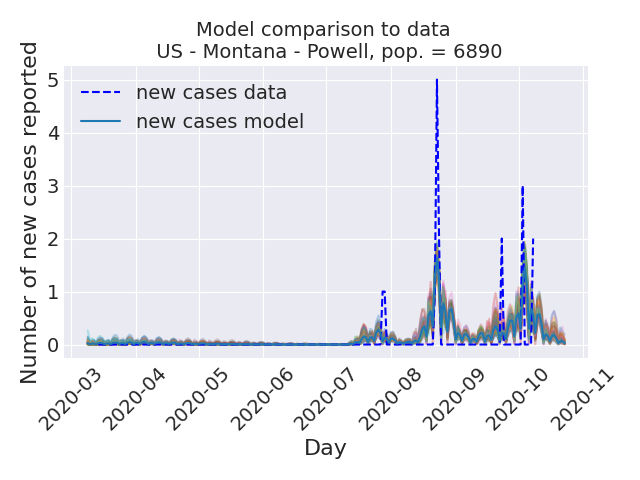 Model comparison to data
US - Montana - Powell, pop. = 6890
Number of new cases reported
5
4
3
2
1
0
new cases data
new cases model
2020-03
2020-04
2020-05
2020-06
2020-07
2020-08
2020-09
2020-10
2020-11
Day